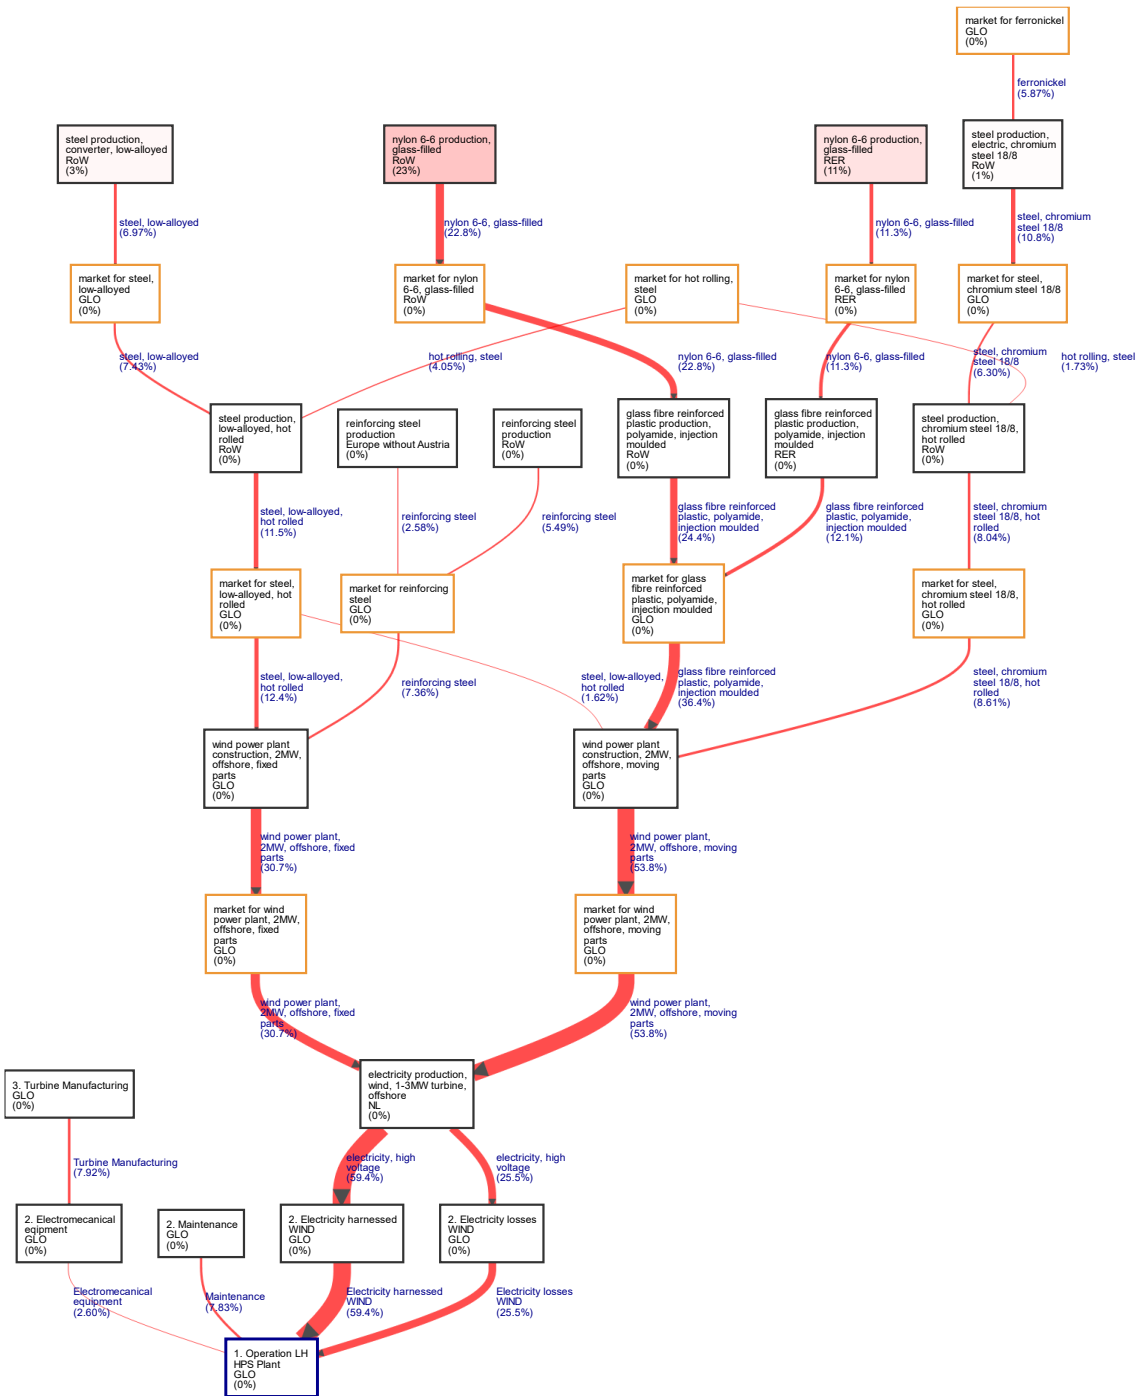 market for ferronickel
GLO
(0%)
ferronickel
(5.87%)
steel production,
converter, low-alloyed
RoW
(3%)
nylon 6-6 production,
glass-filled
RoW
(23%)
nylon 6-6 production,
glass-filled
RER
(11%)
steel production,
electric, chromium
steel 18/8
RoW
(1%)
steel, low-alloyed
(6.97%)
nylon 6-6, glass-filled
(22.8%)
nylon 6-6, glass-filled
(11.3%)
steel, chromium
steel 18/8
(10.8%)
market for steel,
low-alloyed
GLO
(0%)
market for nylon
6-6, glass-filled
RoW
(0%)
market for hot rolling,
steel
GLO
(0%)
market for nylon
6-6, glass-filled
RER
(0%)
market for steel,
chromium steel 18/8
GLO
(0%)
steel, low-alloyed
(7.43%)
hot rolling, steel
(4.05%)
nylon 6-6, glass-filled
(22.8%)
nylon 6-6, glass-filled
(11.3%)
steel, chromium
steel 18/8
(6.30%)
hot rolling, steel
(1.73%)
steel production,
low-alloyed, hot
rolled
RoW
(0%)
reinforcing steel
production
Europe without Austria
(0%)
reinforcing steel
production
RoW
(0%)
glass fibre reinforced
plastic production,
polyamide, injection
moulded
RoW
(0%)
glass fibre reinforced
plastic production,
polyamide, injection
moulded
RER
(0%)
steel production,
chromium steel 18/8,
hot rolled
RoW
(0%)
steel, low-alloyed,
hot rolled
(11.5%)
reinforcing steel
(2.58%)
reinforcing steel
(5.49%)
glass fibre reinforced
plastic, polyamide,
injection moulded
(24.4%)
glass fibre reinforced
plastic, polyamide,
injection moulded
(12.1%)
steel, chromium
steel 18/8, hot
rolled
(8.04%)
market for steel,
low-alloyed, hot
rolled
GLO
(0%)
market for reinforcing
steel
GLO
(0%)
market for glass
fibre reinforced
plastic, polyamide,
injection moulded
GLO
(0%)
market for steel,
chromium steel 18/8,
hot rolled
GLO
(0%)
steel, low-alloyed,
hot rolled
(12.4%)
reinforcing steel
(7.36%)
steel, low-alloyed,
hot rolled
(1.62%)
glass fibre reinforced
plastic, polyamide,
injection moulded
(36.4%)
steel, chromium
steel 18/8, hot
rolled
(8.61%)
wind power plant
construction, 2MW,
offshore, fixed
parts
GLO
(0%)
wind power plant
construction, 2MW,
offshore, moving
parts
GLO
(0%)
wind power plant,
2MW, offshore, fixed
parts
(30.7%)
wind power plant,
2MW, offshore, moving
parts
(53.8%)
market for wind
power plant, 2MW,
offshore, fixed
parts
GLO
(0%)
market for wind
power plant, 2MW,
offshore, moving
parts
GLO
(0%)
wind power plant,
2MW, offshore, fixed
parts
(30.7%)
wind power plant,
2MW, offshore, moving
parts
(53.8%)
3. Turbine Manufacturing
GLO
(0%)
electricity production,
wind, 1-3MW turbine,
offshore
NL
(0%)
Turbine Manufacturing
(7.92%)
electricity, high
voltage
(59.4%)
electricity, high
voltage
(25.5%)
2. Electromecanical
eqipment
GLO
(0%)
2. Maintenance
GLO
(0%)
2. Electricity harnessed
WIND
GLO
(0%)
2. Electricity losses
WIND
GLO
(0%)
Electromecanical
equipment
(2.60%)
Maintenance
(7.83%)
Electricity harnessed
WIND
(59.4%)
Electricity losses
WIND
(25.5%)
1. Operation LH
HPS Plant
GLO
(0%)